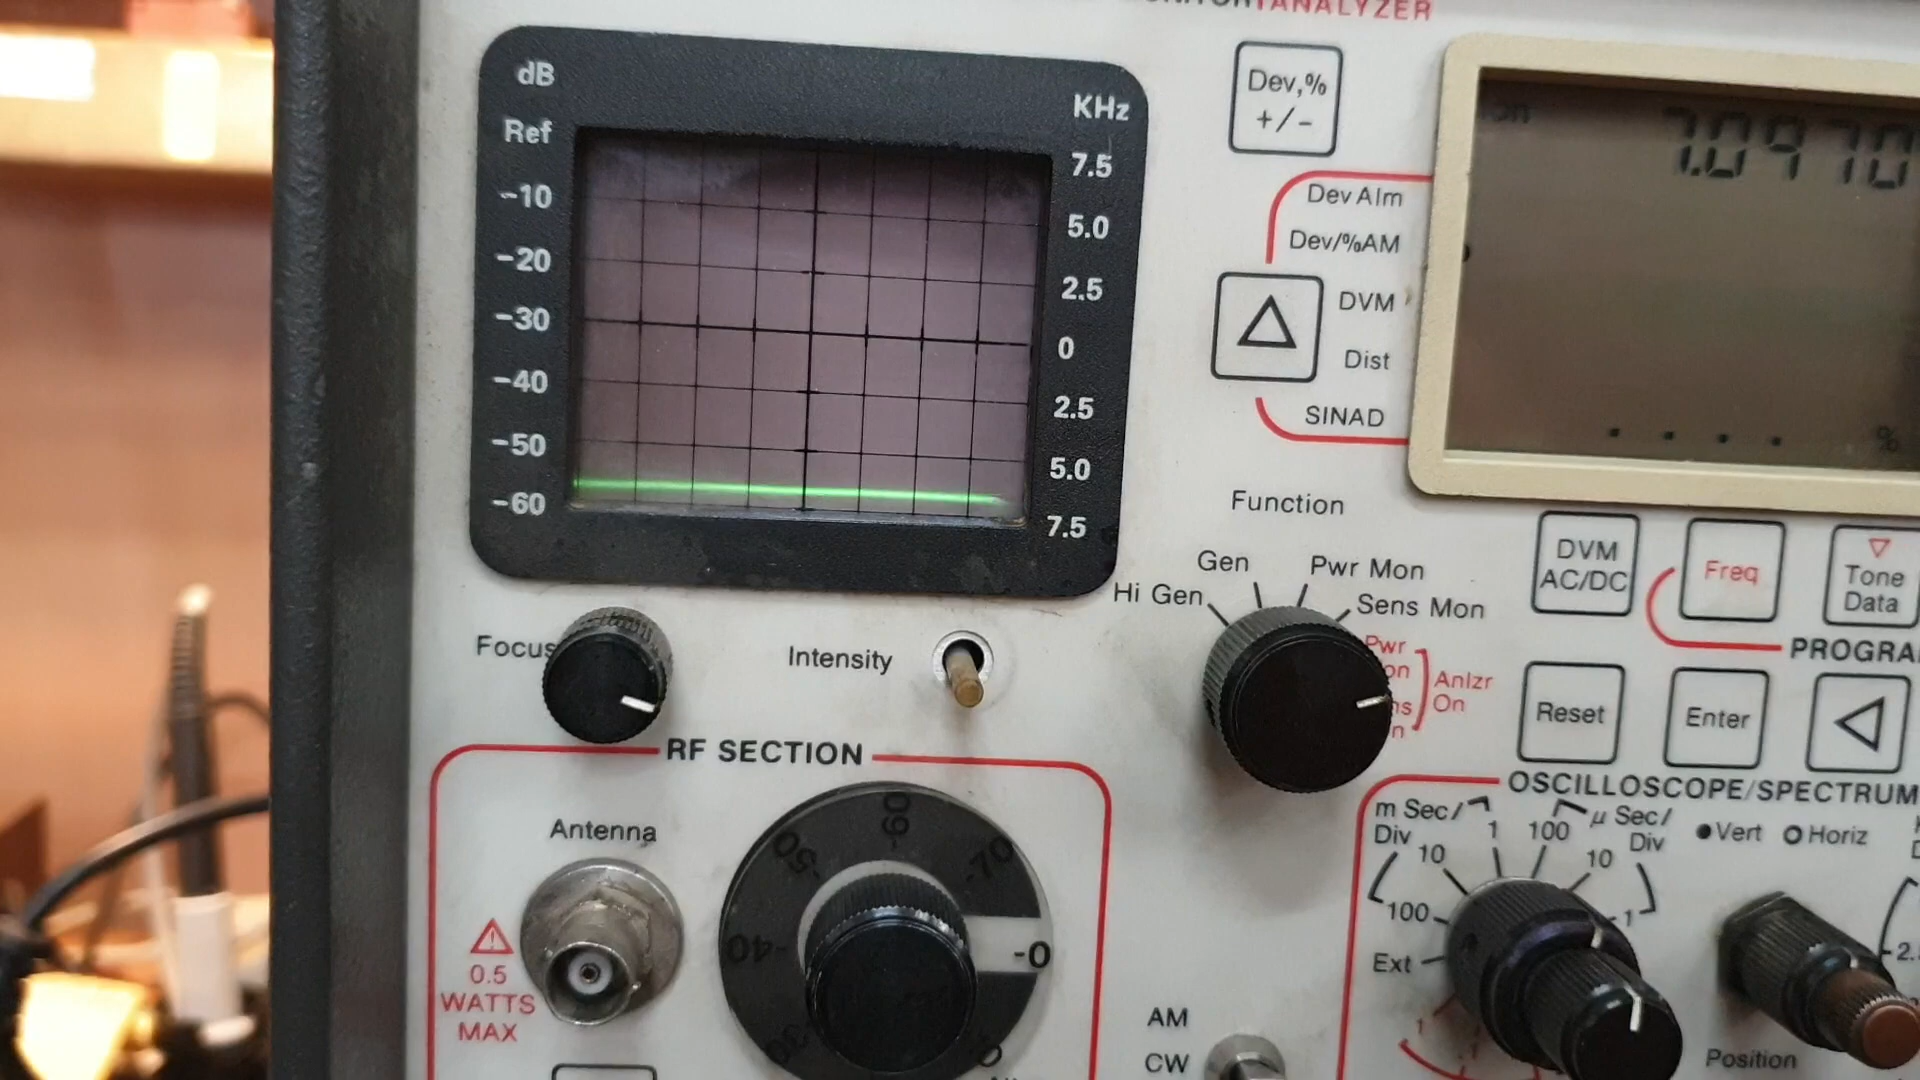 ANALYZER
dB
KHz
Ref
-10
-20
-30
-40
-50
-60
7.5
5.0
2.5
0
2.5
5.0
7.5
Dev,%
+/-
Dev Alm
Dev/%AM
DVM
Dist
SINAD
7.0970
%
Function
Gen
Pwr Mon
Hi Gen
Sens Mon
Pwr
Anlzr
On
DVM
AC/DC
Freq
Tone
Data
Reset
Enter
Focus
Intensity
RF SECTION
Antenna
0.5
WATTS
MAX
-50
-60
-70
-40
-0
-30
AM
CW
OSCILLOSCOPE/SPECTRUM
m Sec/
Div
1
100
μ Sec/
Div
10
10
100
1
Ext
1
.1
Vert
Horiz
Position